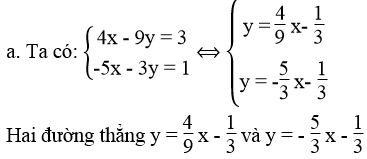 a. Ta có: { 4x - 9y = 3 ⇔ { y = 4/9 x- 1/3
-5x - 3y = 1 y = -5/3 x- 1/3
Hai đường thẳng y = 4/9 x - 1/3 và y = - 5/3 x - 1/3